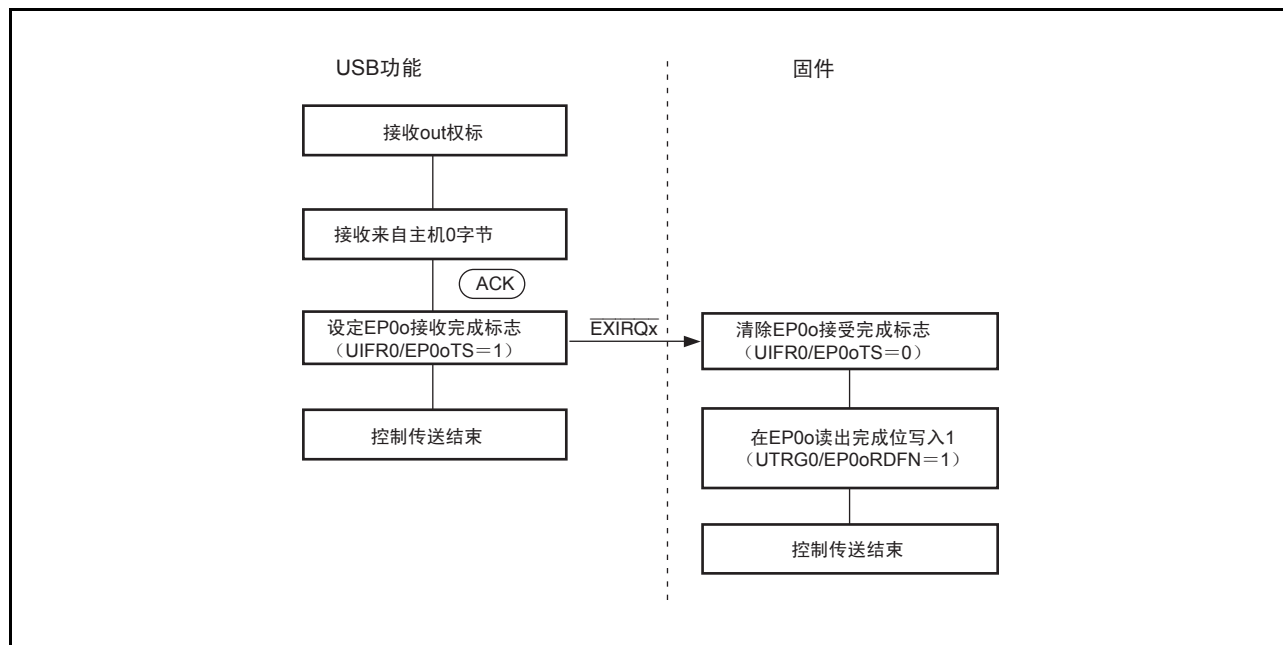 USB功能
固件
接收out权标
接收来自主机0字节
ACK
设定EP0o接收完成标志
（UIFR0/EP0oTS＝1）
EXIRQx
清除EP0o接受完成标志
（UIFR0/EP0oTS＝0）
控制传送结束
在EP0o读出完成位写入1
（UTRG0/EP0oRDFN＝1）
控制传送结束